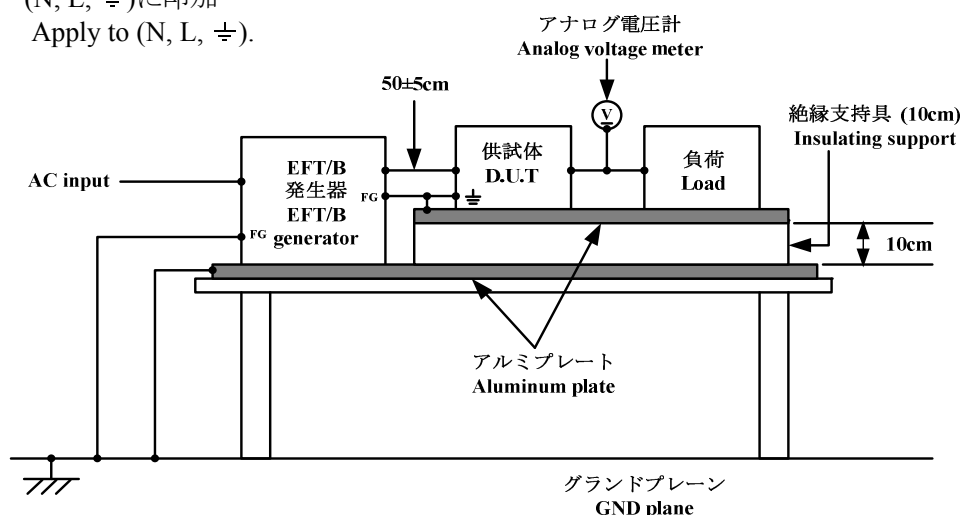 (N, L, ⏚)に印加
Apply to (N, L, ⏚).
アナログ電圧計
Analog voltage meter
50±5cm
V
絶縁支持具 (10cm)
Insulating support
AC input
EFT/B
発生器
EFT/B
generator
FG
FG
供試体
D.U.T
負荷
Load
10cm
アルミプレート
Aluminum plate
グランドプレーン
GND plane